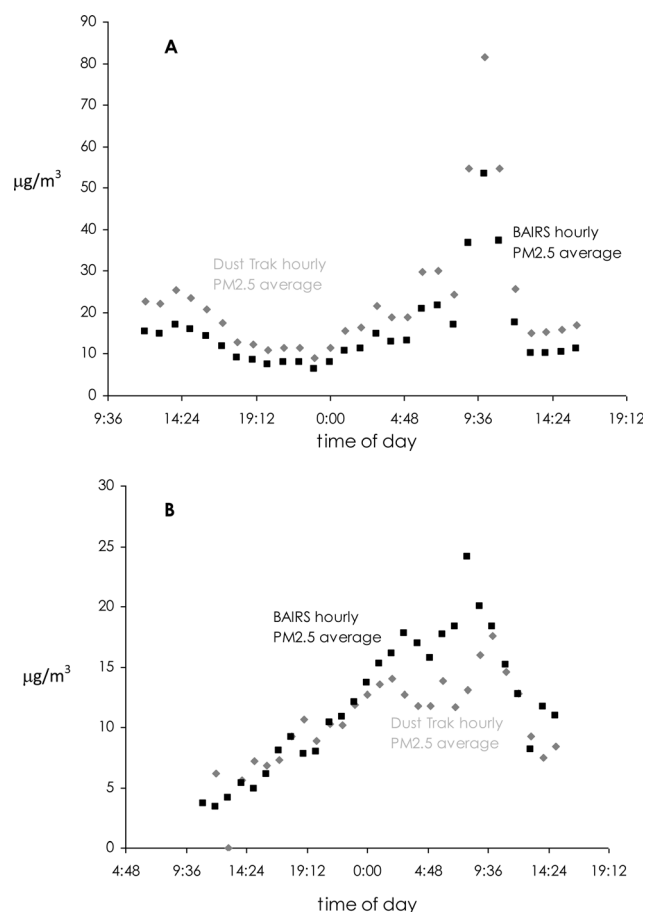 90
A
80
70
60
μg/m³
50
40
BAIRS hourly
PM2.5 average
Dust Trak hourly
PM2.5 average
30
20
10
0
9:36 14:24 19:12 0:00 4:48 9:36 14:24 19:12
time of day
30
B
25
20
BAIRS hourly
PM2.5 average
μg/m³
15
10
Dust Trak hourly
PM2.5 average
5
0
4:48 9:36 14:24 19:12 0:00 4:48 9:36 14:24 19:12
time of day